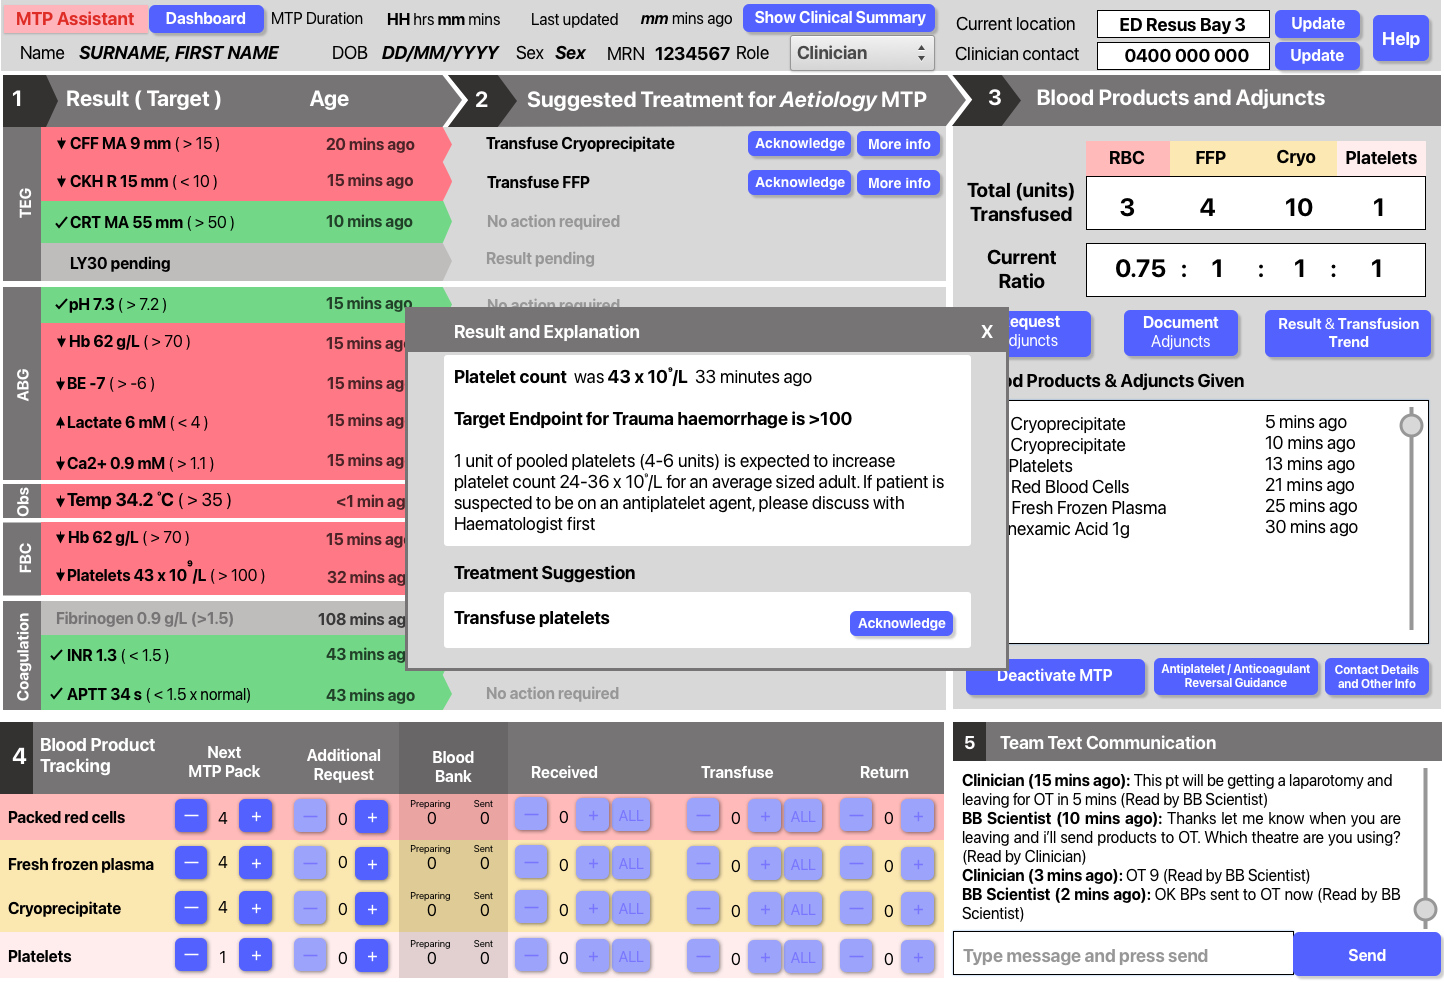 MTP Assistant Dashboard MTP Duration HH hrs mm mins Last updated mm mins ago Show Clinical Summary
Name SURNAME, FIRST NAME DOB DD/MM/YYYY Sex Sex MRN 1234567 Role Clinician
Current location ED Resus Bay 3 Update
Clinician contact 0400 000 000 Update
Help
1 Result ( Target ) Age
2 Suggested Treatment for Aetiology MTP
3 Blood Products and Adjuncts
TEG
CFF MA 9 mm ( > 15 ) 20 mins ago Transfuse Cryoprecipitate Acknowledge More info
CKH R 15 mm ( < 10 ) 15 mins ago Transfuse FFP Acknowledge More info
CRT MA 55 mm ( > 50 ) 10 mins ago No action required
LY30 pending Result pending
ABG
pH 7.3 ( > 7.2 ) 15 mins ago No action required
Hb 62 g/L ( > 70 ) 15 mins ago
BE -7 ( > -6 ) 15 mins ago
Lactate 6 mM ( < 4 ) 15 mins ago
Ca2+ 0.9 mM ( > 1.1 ) 15 mins ago
Obs
Temp 34.2 °C ( > 35 ) <1 min ago
FBC
Hb 62 g/L ( > 70 ) 15 mins ago
Platelets 43 x 10⁹/L ( > 100 ) 32 mins ag
Coagulation
Fibrinogen 0.9 g/L (>1.5) 108 mins ag
INR 1.3 ( < 1.5 ) 43 mins ag
APTT 34 s ( < 1.5 x normal) 43 mins ago No action required
Result and Explanation X
Platelet count was 43 x 10⁹/L 33 minutes ago
Target Endpoint for Trauma haemorrhage is >100
1 unit of pooled platelets (4-6 units) is expected to increase
platelet count 24-36 x 10⁹/L for an average sized adult. If patient is
suspected to be on an antiplatelet agent, please discuss with
Haematologist first
Treatment Suggestion
Transfuse platelets Acknowledge
RBC FFP Cryo Platelets
Total (units)
Transfused
3 4 10 1
Current
Ratio
0.75 : 1 : 1 : 1
equest
djuncts
Document
Adjuncts
Result & Transfusion
Trend
d Products & Adjuncts Given
Cryoprecipitate 5 mins ago
Cryoprecipitate 10 mins ago
Platelets 13 mins ago
Red Blood Cells 21 mins ago
Fresh Frozen Plasma 25 mins ago
nexamic Acid 1g 30 mins ago
Deactivate MTP
Antiplatelet / Anticoagulant
Reversal Guidance
Contact Details
and Other Info
4 Blood Product
Tracking
Next
MTP Pack
Additional
Request
Blood
Bank
Received Transfuse Return
Preparing Sent
Packed red cells — 4 + — 0 + 0 0 — 0 + ALL — 0 + ALL — 0 +
Preparing Sent
Fresh frozen plasma — 4 + — 0 + 0 0 — 0 + ALL — 0 + ALL — 0 +
Preparing Sent
Cryoprecipitate — 4 + — 0 + 0 0 — 0 + ALL — 0 + ALL — 0 +
Preparing Sent
Platelets — 1 + — 0 + 0 0 — 0 + ALL — 0 + ALL — 0 +
5 Team Text Communication
Clinician (15 mins ago): This pt will be getting a laparotomy and
leaving for OT in 5 mins (Read by BB Scientist)
BB Scientist (10 mins ago): Thanks let me know when you are
leaving and i’ll send products to OT. Which theatre are you using?
(Read by Clinician)
Clinician (3 mins ago): OT 9 (Read by BB Scientist)
BB Scientist (2 mins ago): OK BPs sent to OT now (Read by BB
Scientist)
Type message and press send Send